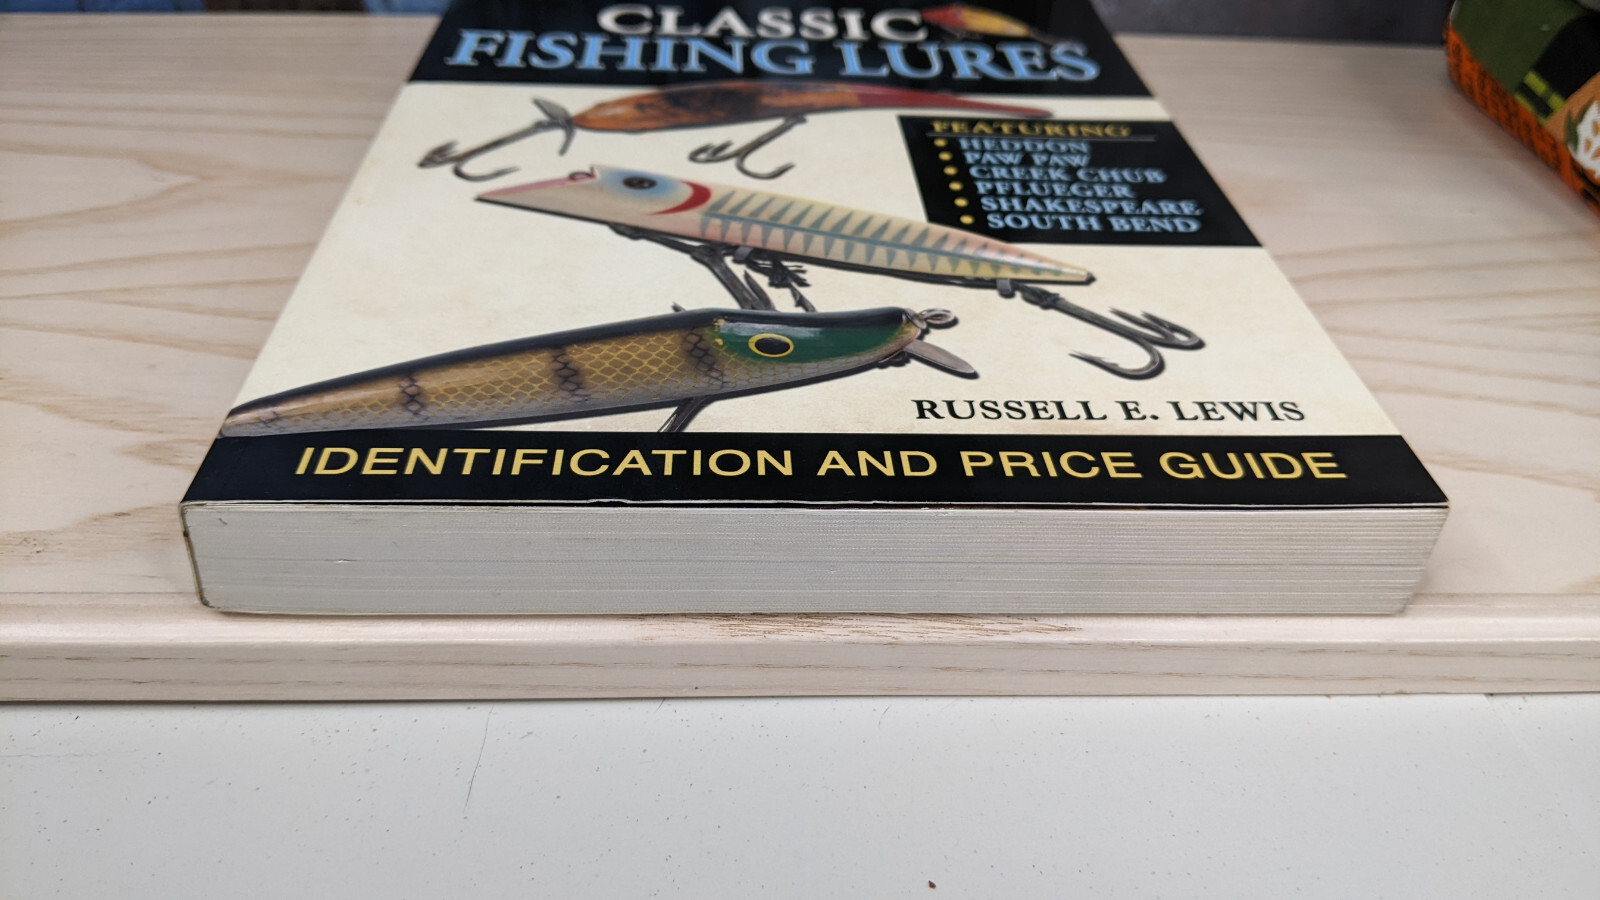 CLASSIC
FISHING LURES
FEATURING
• HEDDON
• PAW PAW
• CREEK CHUB
• PFLUEGER
• SHAKESPEARE
• SOUTH BEND
RUSSELL E. LEWIS
IDENTIFICATION AND PRICE GUIDE